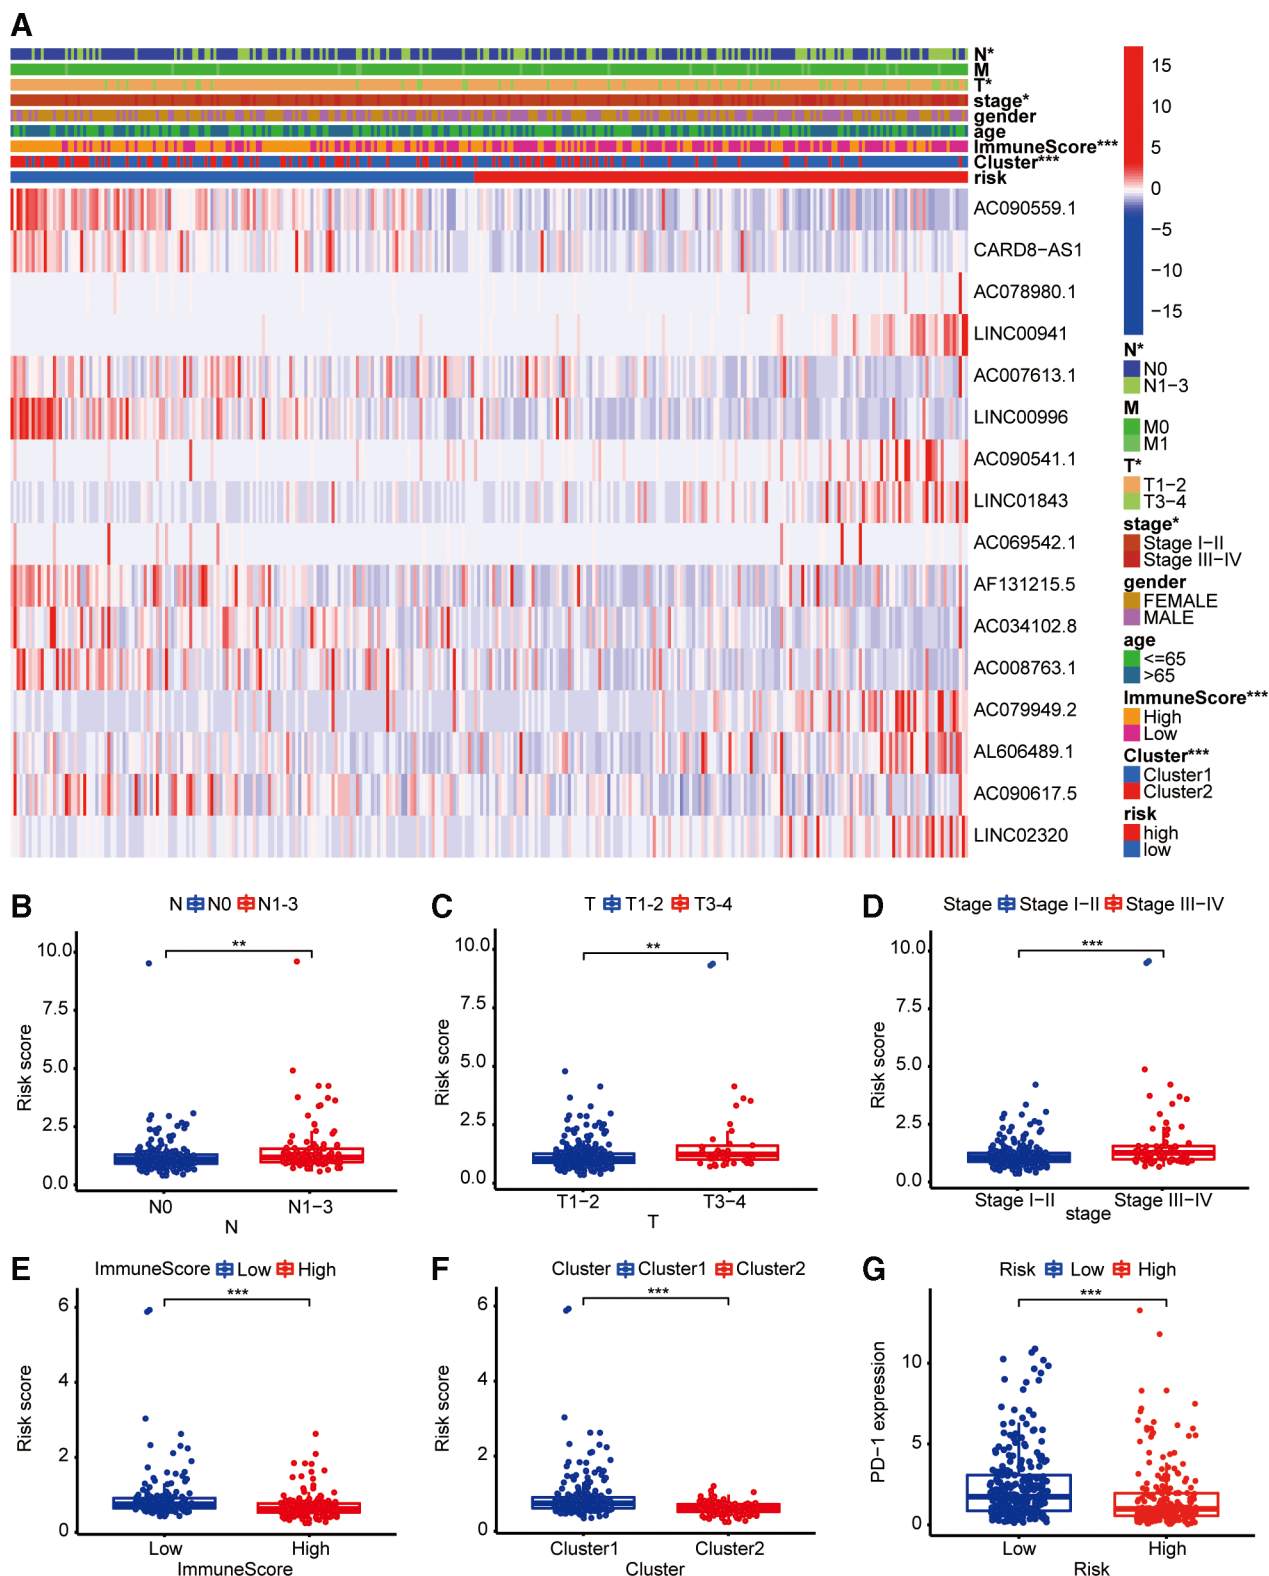 A
N*
M
T*
stage*
gender
age
ImmuneScore***
Cluster***
risk
AC090559.1
CARD8−AS1
AC078980.1
LINC00941
AC007613.1
LINC00996
AC090541.1
LINC01843
AC069542.1
AF131215.5
AC034102.8
AC008763.1
AC079949.2
AL606489.1
AC090617.5
LINC02320
15
10
5
0
−5
−10
−15
N*
N0
N1−3
M
M0
M1
T*
T1−2
T3−4
stage*
Stage I−II
Stage III−IV
gender
FEMALE
MALE
age
<=65
>65
ImmuneScore***
High
Low
Cluster***
Cluster1
Cluster2
risk
high
low
B
N N0 N1-3
**
10.0
7.5
5.0
2.5
0.0
Risk score
N0 N1−3
N
C
T T1-2 T3-4
**
10.0
7.5
5.0
2.5
0.0
Risk score
T1−2 T3−4
T
D
Stage Stage I−II Stage III−IV
***
10.0
7.5
5.0
2.5
0.0
Risk score
Stage I−II Stage III−IV
stage
E
ImmuneScore Low High
***
6
4
2
0
Risk score
Low High
ImmuneScore
F
Cluster Cluster1 Cluster2
***
6
4
2
0
Risk score
Cluster1 Cluster2
Cluster
G
Risk Low High
***
10
5
0
PD−1 expression
Low High
Risk